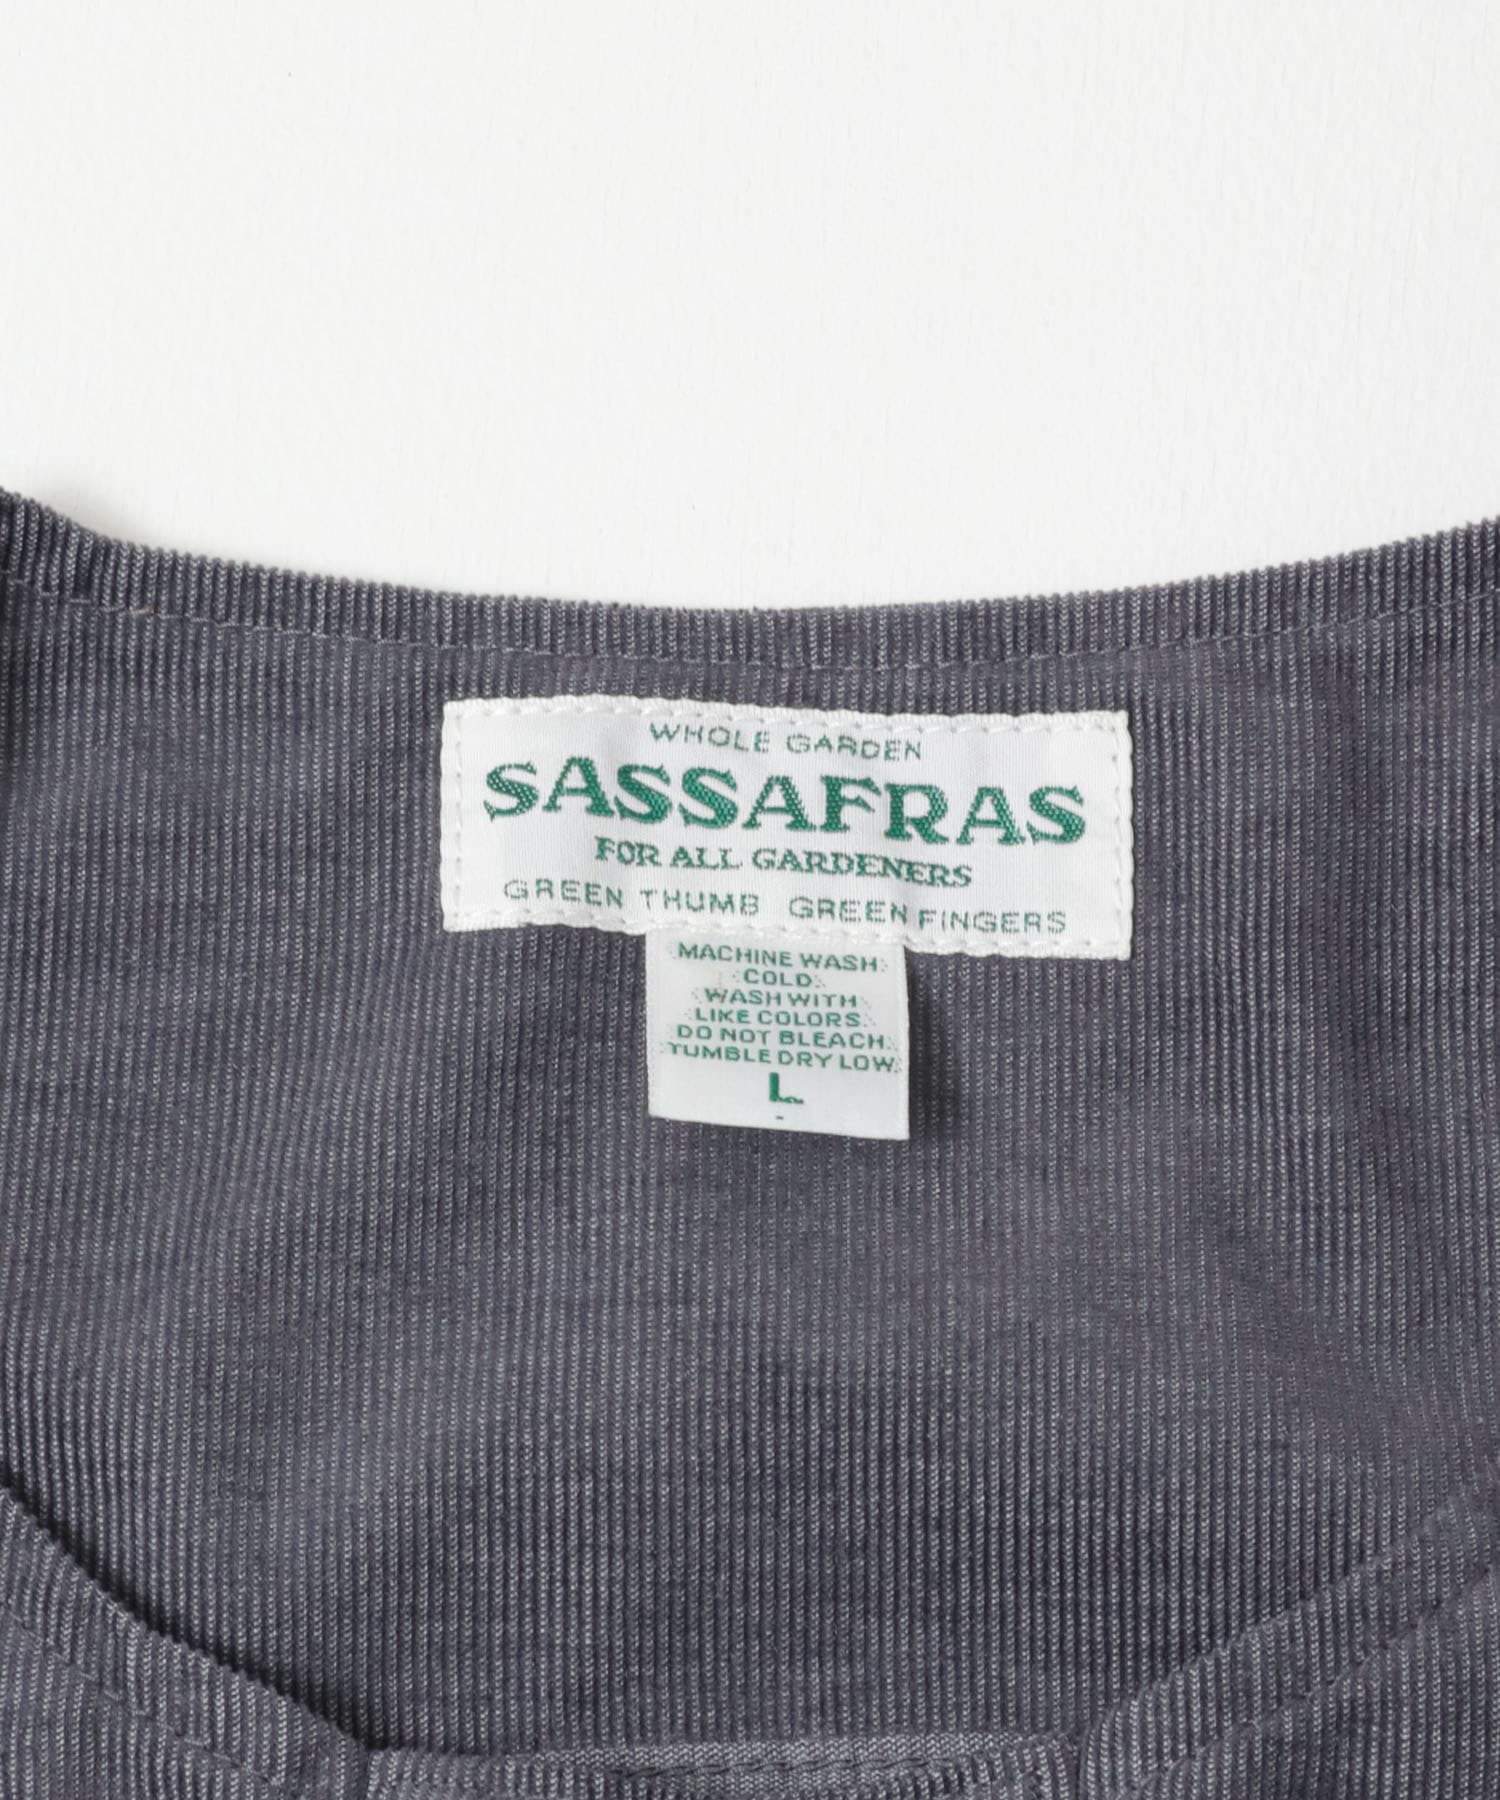 WHOLE GARDEN
SASSAFRAS
FOR ALL GARDENERS
GREEN THUMB GREEN FINGERS
MACHINE WASH
COLD
WASH WITH
LIKE COLORS
DO NOT BLEACH
TUMBLE DRY LOW
L